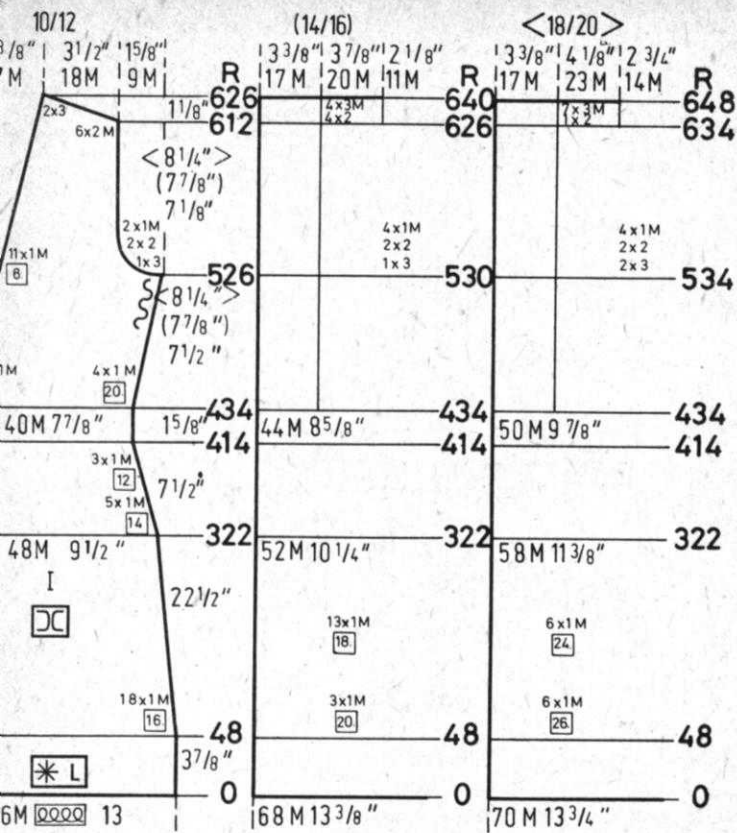 10/12 (14/16) <18/20>
/8" 3 1/2" 1 5/8" 3 3/8" 3 7/8" 2 1/8" 3 3/8" 4 1/8" 2 3/4"
M 18M 9M R 17M 20M 11M R 17M 23M 14M R
2x3 1 1/8" 626 4x3M 640 7x3M 648
6x2M 612 4x2 626 1x2 634
<8 1/4">
(7 7/8")
7 1/8"
2x1M 4x1M 4x1M
2x2 2x2 2x2
1x3 1x3 2x3
11x1M
8.
526 530 534
<8 1/4">
(7 7/8")
7 1/2"
1M 4x1M
20.
434 434 434
40M 7 7/8" 1 5/8" 44M 8 5/8" 50M 9 7/8"
414 414 414
3x1M
12. 7 1/2"
5x1M
14.
322 322 322
48M 9 1/2" 52M 10 1/4" 58M 11 3/8"
I
22 1/2"
13x1M 6x1M
18. 24.
18x1M 3x1M 6x1M
16. 20. 26.
48 48 48
3 7/8"
L
0 0 0
6M 13 68M 13 3/8" 70M 13 3/4"